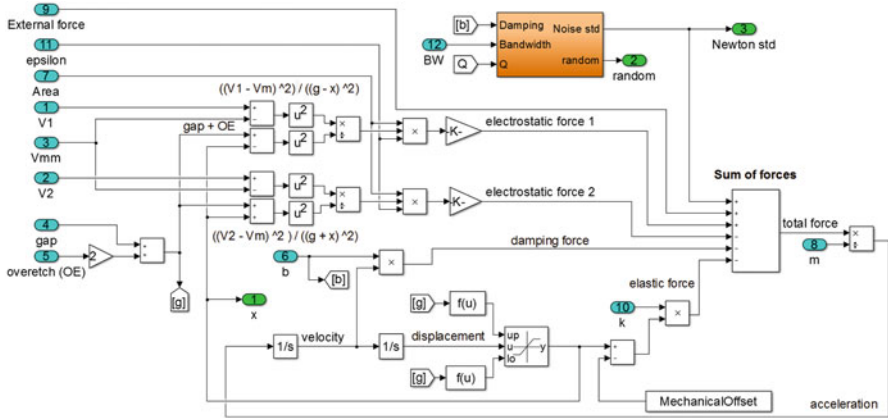 9
External force
11
epsilon
7
Area
1
V1
3
Vmm
2
V2
4
gap
5
overetch (OE)
2
[g]
((V1 - Vm) ^2) / ((g - x) ^2)
gap + OE
u²
u²
u²
u²
((V2 - Vm) ^2 ) / ((g + x) ^2)
+
-
+
-
+
-
+
+
+
+
×
÷
×
÷
×
×
-K-
-K-
electrostatic force 1
electrostatic force 2
[b]
12
BW
Q
Damping
Bandwidth
Q
Noise std
random
3
Newton std
2
random
Sum of forces
+
+
+
-
-
-
total force
8
m
×
÷
6
b
[b]
×
damping force
1
x
elastic force
10
k
×
[g]
f(u)
[g]
f(u)
1/s
velocity
1/s
displacement
up
u
lo
y
+
-
MechanicalOffset
acceleration